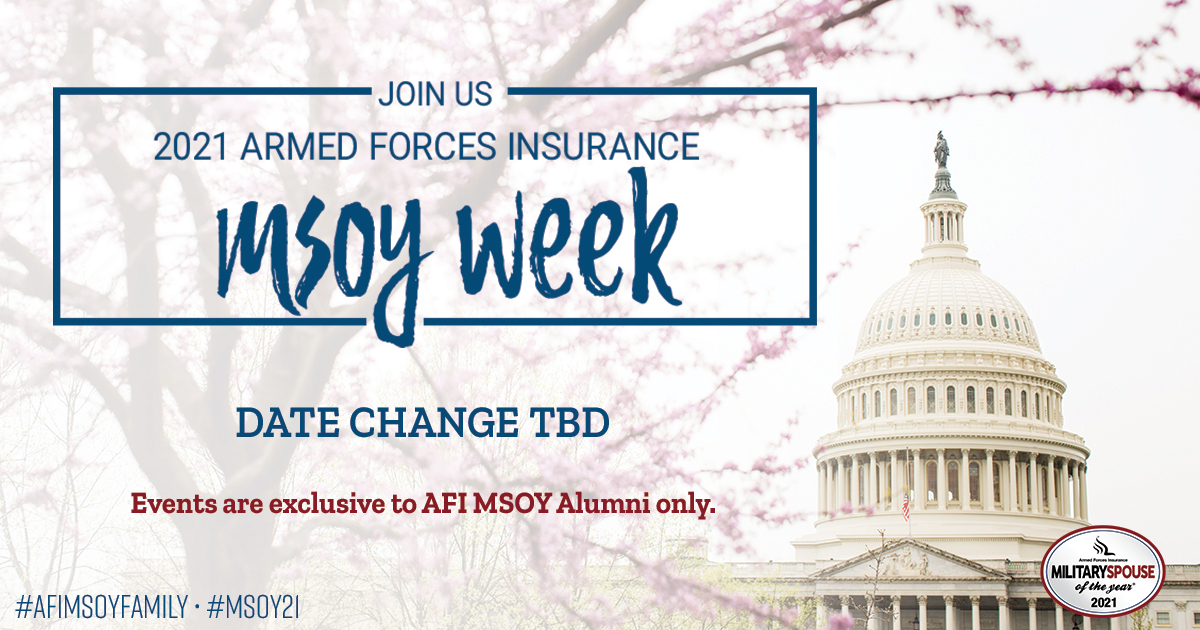 JOIN US
2021 ARMED FORCES INSURANCE
msoy week
DATE CHANGE TBD
Events are exclusive to AFI MSOY Alumni only.
#AFIMSOYFAMILY • #MSOY21
Armed Forces Insurance
MILITARYSPOUSE
of the year®
2021